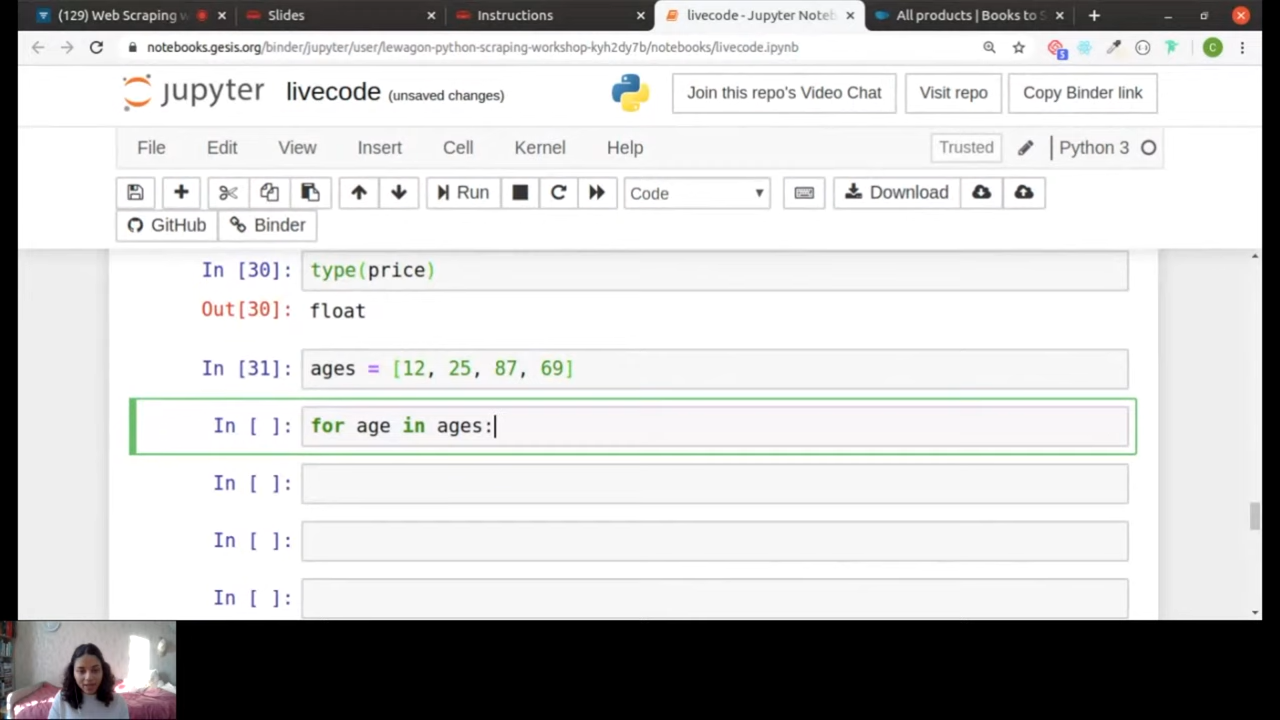 (129) Web Scraping w
Slides
Instructions
livecode - Jupyter Noteb
All products | Books to S
notebooks.gesis.org/binder/jupyter/user/lewagon-python-scraping-workshop-kyh2dy7b/notebooks/livecode.ipynb
5
C
jupyter livecode (unsaved changes)
Join this repo's Video Chat
Visit repo
Copy Binder link
File Edit View Insert Cell Kernel Help
Trusted
Python 3
Run
Code
Download
GitHub
Binder
In [30]: type(price)
Out[30]: float
In [31]: ages = [12, 25, 87, 69]
In [ ]: for age in ages:
In [ ]:
In [ ]:
In [ ]: